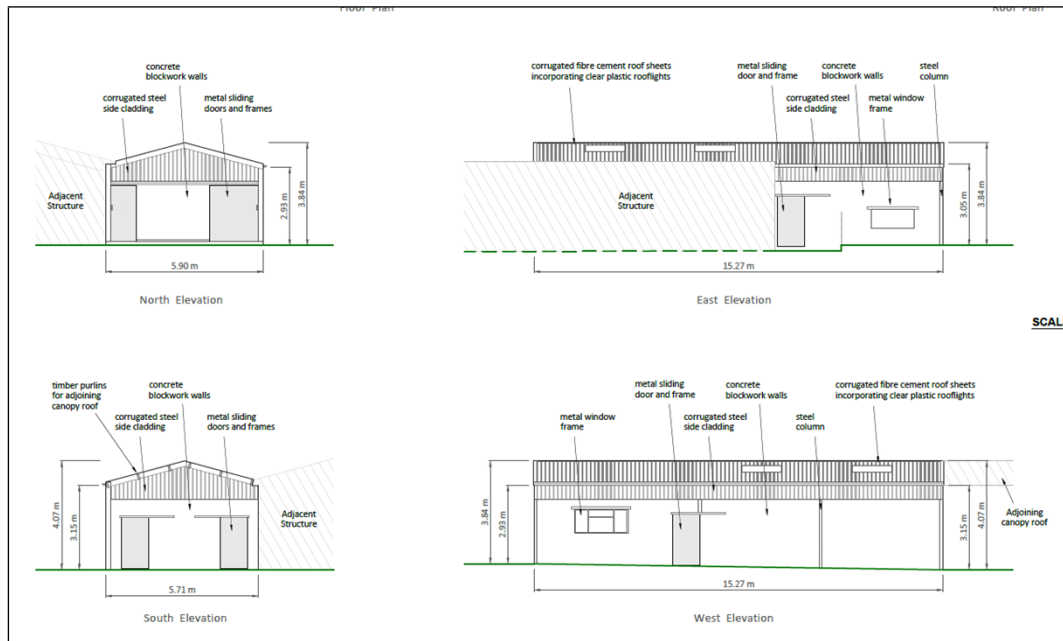 Floor Plan
Roof Plan
concrete
blockwork walls
corrugated steel
side cladding
metal sliding
doors and frames
Adjacent
Structure
2.93 m
3.84 m
5.90 m
North Elevation
corrugated fibre cement roof sheets
incorporating clear plastic rooflights
metal sliding
door and frame
concrete
blockwork walls
steel
column
corrugated steel
side cladding
metal window
frame
Adjacent
Structure
3.05 m
3.84 m
15.27 m
East Elevation
SCAL
timber purlins
for adjoining
canopy roof
concrete
blockwork walls
corrugated steel
side cladding
metal sliding
doors and frames
4.07 m
3.15 m
Adjacent
Structure
5.71 m
South Elevation
metal sliding
door and frame
concrete
blockwork walls
corrugated fibre cement roof sheets
incorporating clear plastic rooflights
metal window
frame
corrugated steel
side cladding
steel
column
3.84 m
2.93 m
3.15 m
4.07 m
Adjoining
canopy roof
15.27 m
West Elevation